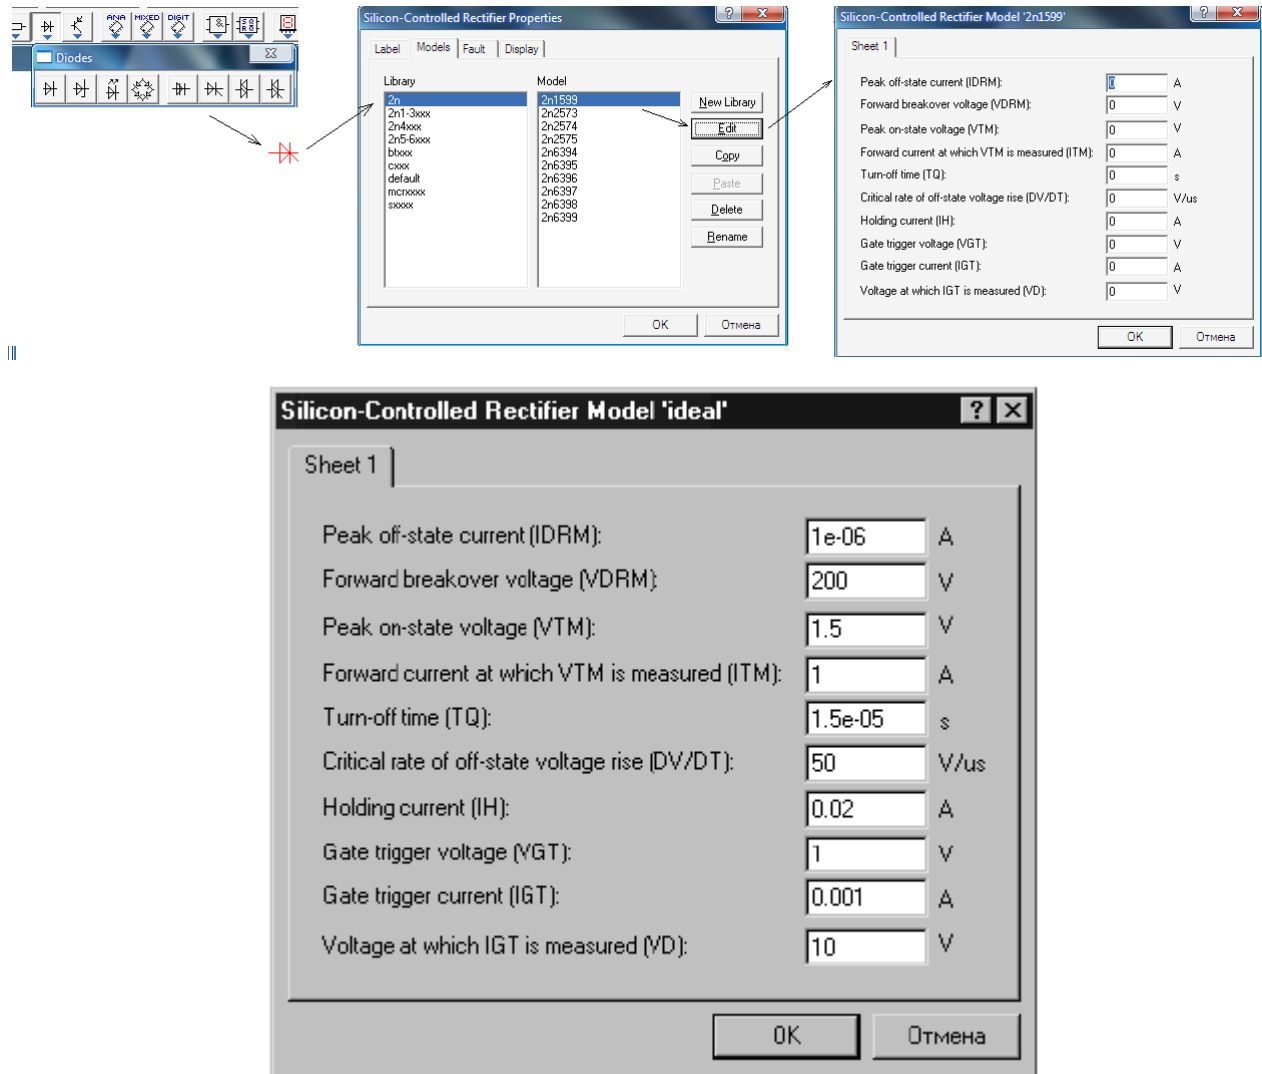 ANA MIXED DIGIT
Diodes
Silicon-Controlled Rectifier Properties
Label Models Fault Display
Library Model
2n
2n1-3xxx
2n4xxx
2n5-6xxx
btxxx
cxxx
default
mcrxxxx
sxxxx
2n1599
2n2573
2n2574
2n2575
2n6394
2n6395
2n6396
2n6397
2n6398
2n6399
New Library
Edit
Copy
Paste
Delete
Rename
OK Отмена
Silicon-Controlled Rectifier Model '2n1599'
Sheet 1
Peak off-state current (IDRM): 0 A
Forward breakover voltage (VDRM): 0 V
Peak on-state voltage (VTM): 0 V
Forward current at which VTM is measured (ITM): 0 A
Turn-off time (TQ): 0 s
Critical rate of off-state voltage rise (DV/DT): 0 V/us
Holding current (IH): 0 A
Gate trigger voltage (VGT): 0 V
Gate trigger current (IGT): 0 A
Voltage at which IGT is measured (VD): 0 V
OK Отмена
Silicon-Controlled Rectifier Model 'ideal'
Sheet 1
Peak off-state current (IDRM): 1e-06 A
Forward breakover voltage (VDRM): 200 V
Peak on-state voltage (VTM): 1.5 V
Forward current at which VTM is measured (ITM): 1 A
Turn-off time (TQ): 1.5e-05 s
Critical rate of off-state voltage rise (DV/DT): 50 V/us
Holding current (IH): 0.02 A
Gate trigger voltage (VGT): 1 V
Gate trigger current (IGT): 0.001 A
Voltage at which IGT is measured (VD): 10 V
OK Отмена